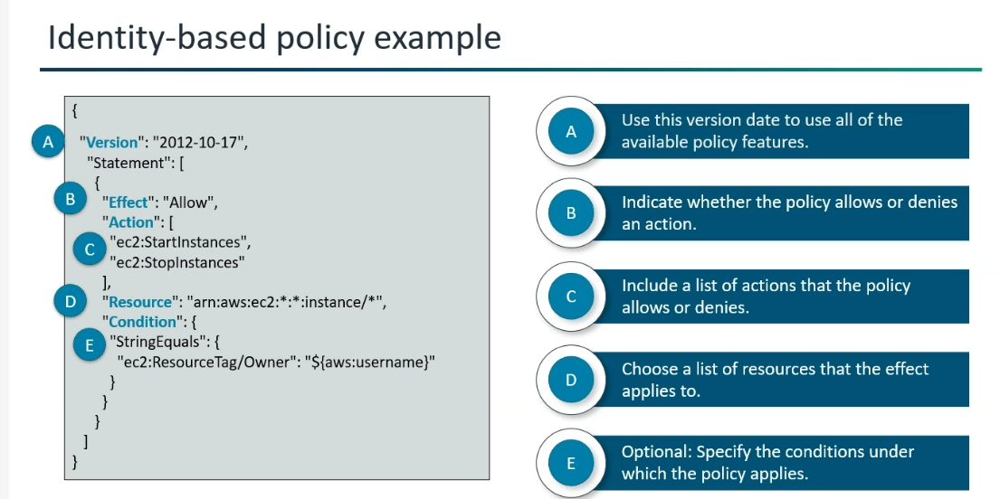 Identity-based policy example
{
A "Version": "2012-10-17",
"Statement": [
{
B "Effect": "Allow",
"Action": [
C "ec2:StartInstances",
"ec2:StopInstances"
],
D "Resource": "arn:aws:ec2:*:*:instance/*",
"Condition": {
E "StringEquals": {
"ec2:ResourceTag/Owner": "${aws:username}"
}
}
}
]
}
A Use this version date to use all of the
available policy features.
B Indicate whether the policy allows or denies
an action.
C Include a list of actions that the policy
allows or denies.
D Choose a list of resources that the effect
applies to.
E Optional: Specify the conditions under
which the policy applies.